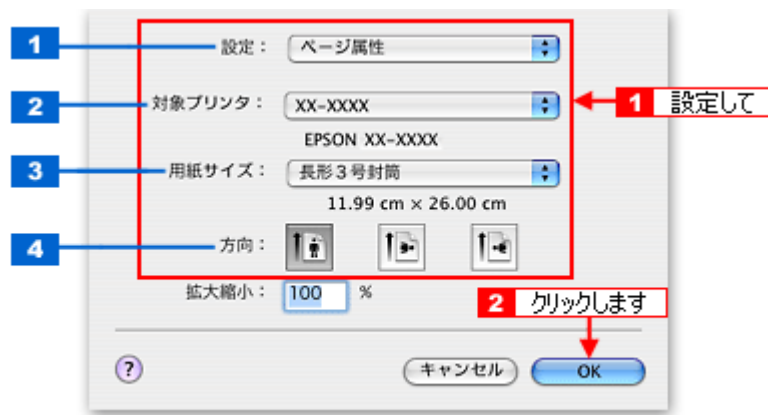 1 設定： ページ属性
2 対象プリンタ： XX-XXXX 1 設定して
EPSON XX-XXXX
3 用紙サイズ： 長形3号封筒
11.99 cm × 26.00 cm
4 方向：
拡大縮小： 100 %
2 クリックします
? キャンセル OK